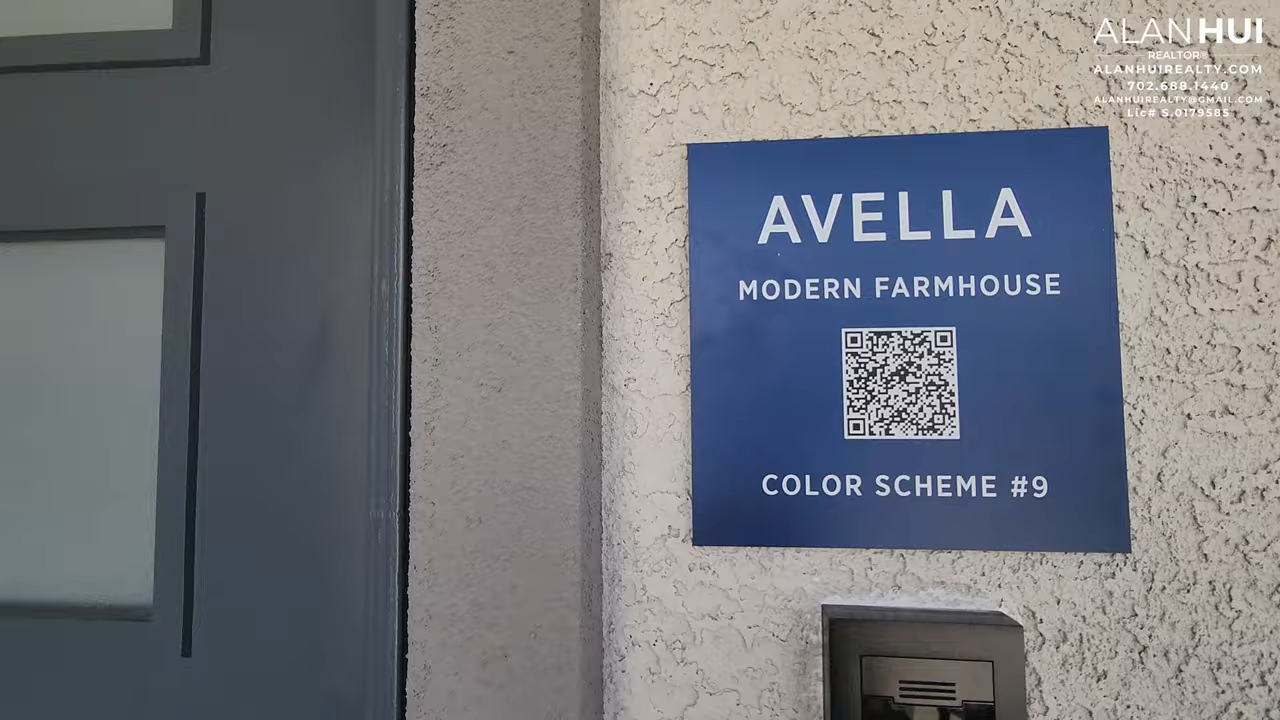 ALANHUI
REALTOR®
ALANHUIREALTY.COM
702.688.1440
ALANHUIREALTY@GMAIL.COM
Lic# S.0179585
AVELLA
MODERN FARMHOUSE
COLOR SCHEME #9